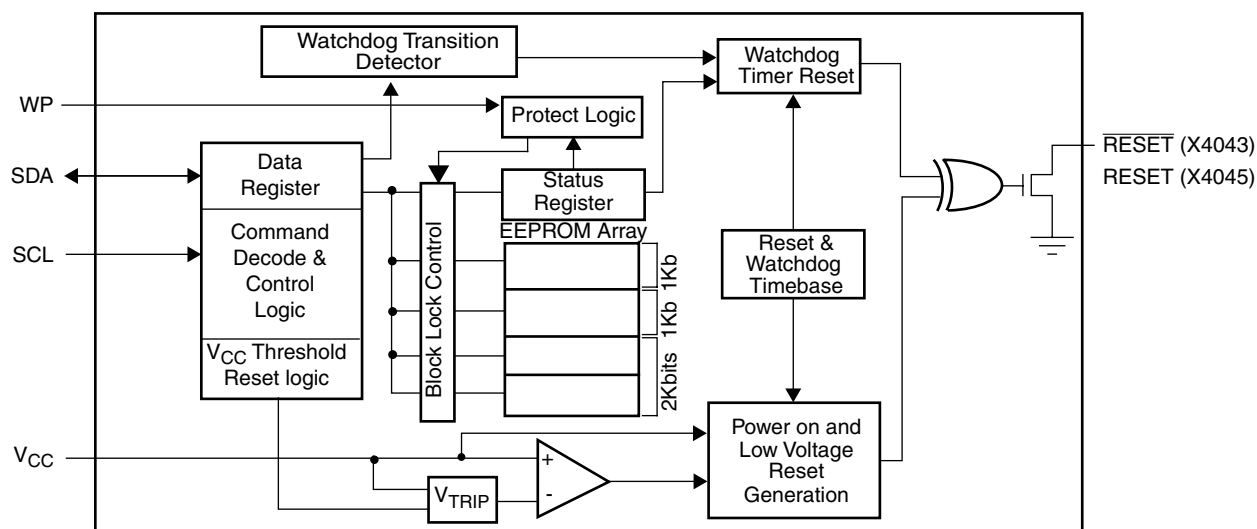 Watchdog Transition
Detector
Watchdog
Timer Reset
WP
Protect Logic
RESET (X4043)
RESET (X4045)
SDA
Data
Register
Status
Register
EEPROM Array
SCL
Command
Decode &
Control
Logic
Block Lock Control
1Kb
1Kb
2Kbits
Reset &
Watchdog
Timebase
VCC Threshold
Reset logic
VCC
+
-
VTRIP
Power on and
Low Voltage
Reset
Generation